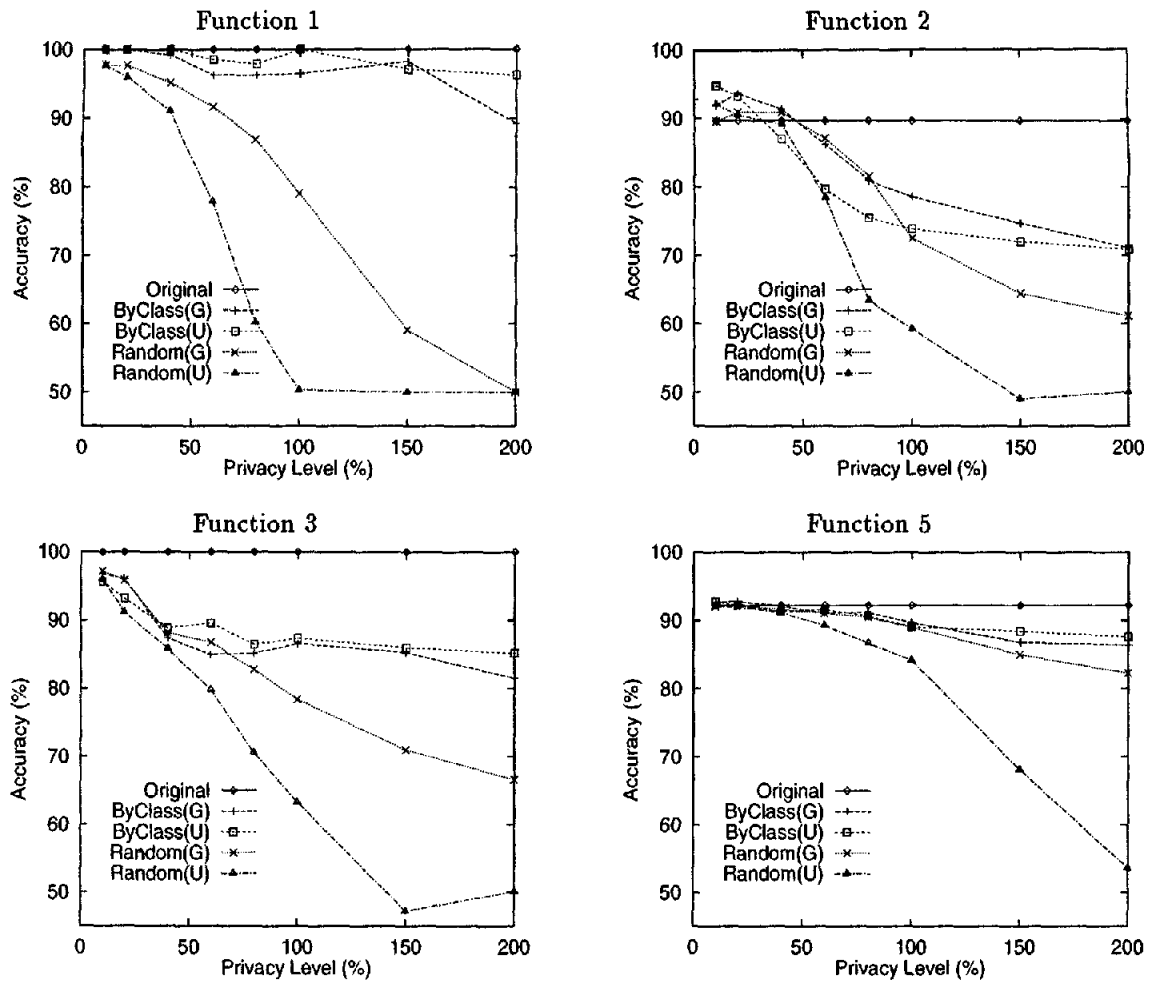 Function 1
100
90
80
70
60
50
Accuracy (%)
Original
ByClass(G)
ByClass(U)
Random(G)
Random(U)
0
50
100
150
200
Privacy Level (%)
Function 2
100
90
80
70
60
50
Accuracy (%)
Original
ByClass(G)
ByClass(U)
Random(G)
Random(U)
0
50
100
150
200
Privacy Level (%)
Function 3
100
90
80
70
60
50
Accuracy (%)
Original
ByClass(G)
ByClass(U)
Random(G)
Random(U)
0
50
100
150
200
Privacy Level (%)
Function 5
100
90
80
70
60
50
Accuracy (%)
Original
ByClass(G)
ByClass(U)
Random(G)
Random(U)
0
50
100
150
200
Privacy Level (%)